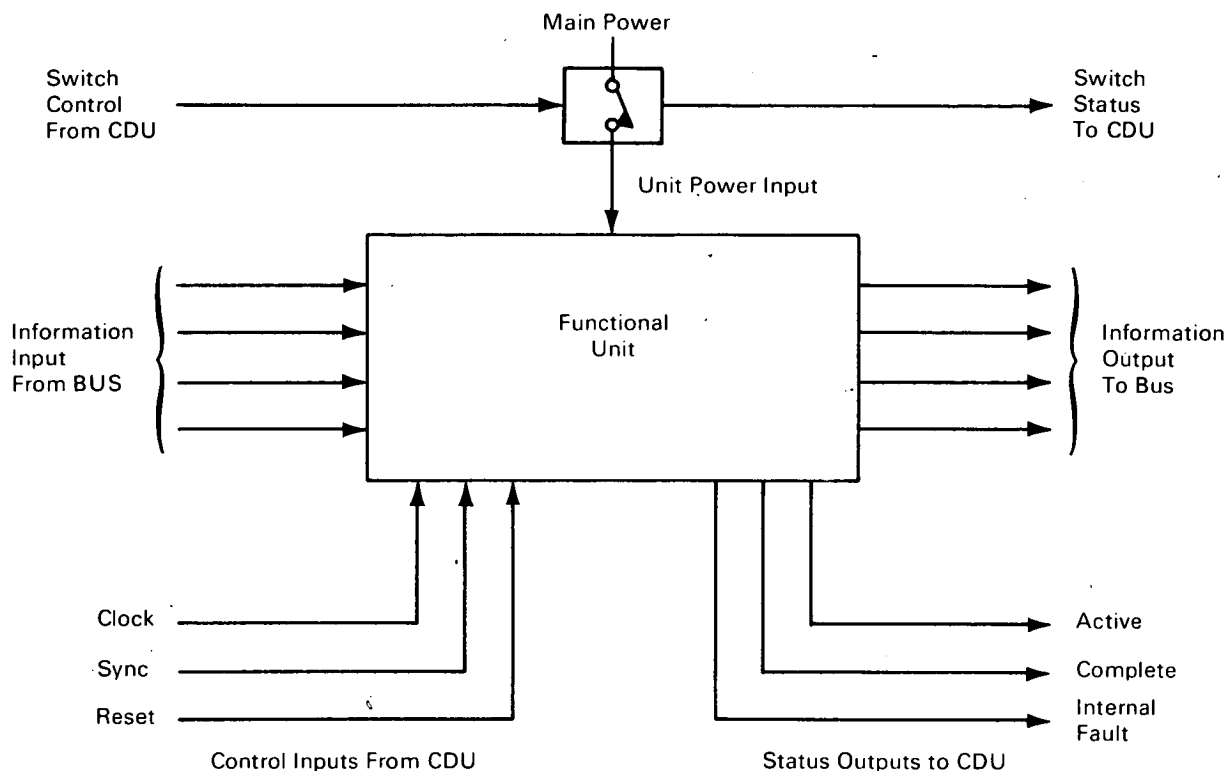 Main Power
Switch
Control
From CDU
Switch
Status
To CDU
Unit Power Input
Information
Input
From BUS
Functional
Unit
Information
Output
To Bus
Clock
Sync
Reset
Active
Complete
Internal
Fault
Control Inputs From CDU
Status Outputs to CDU